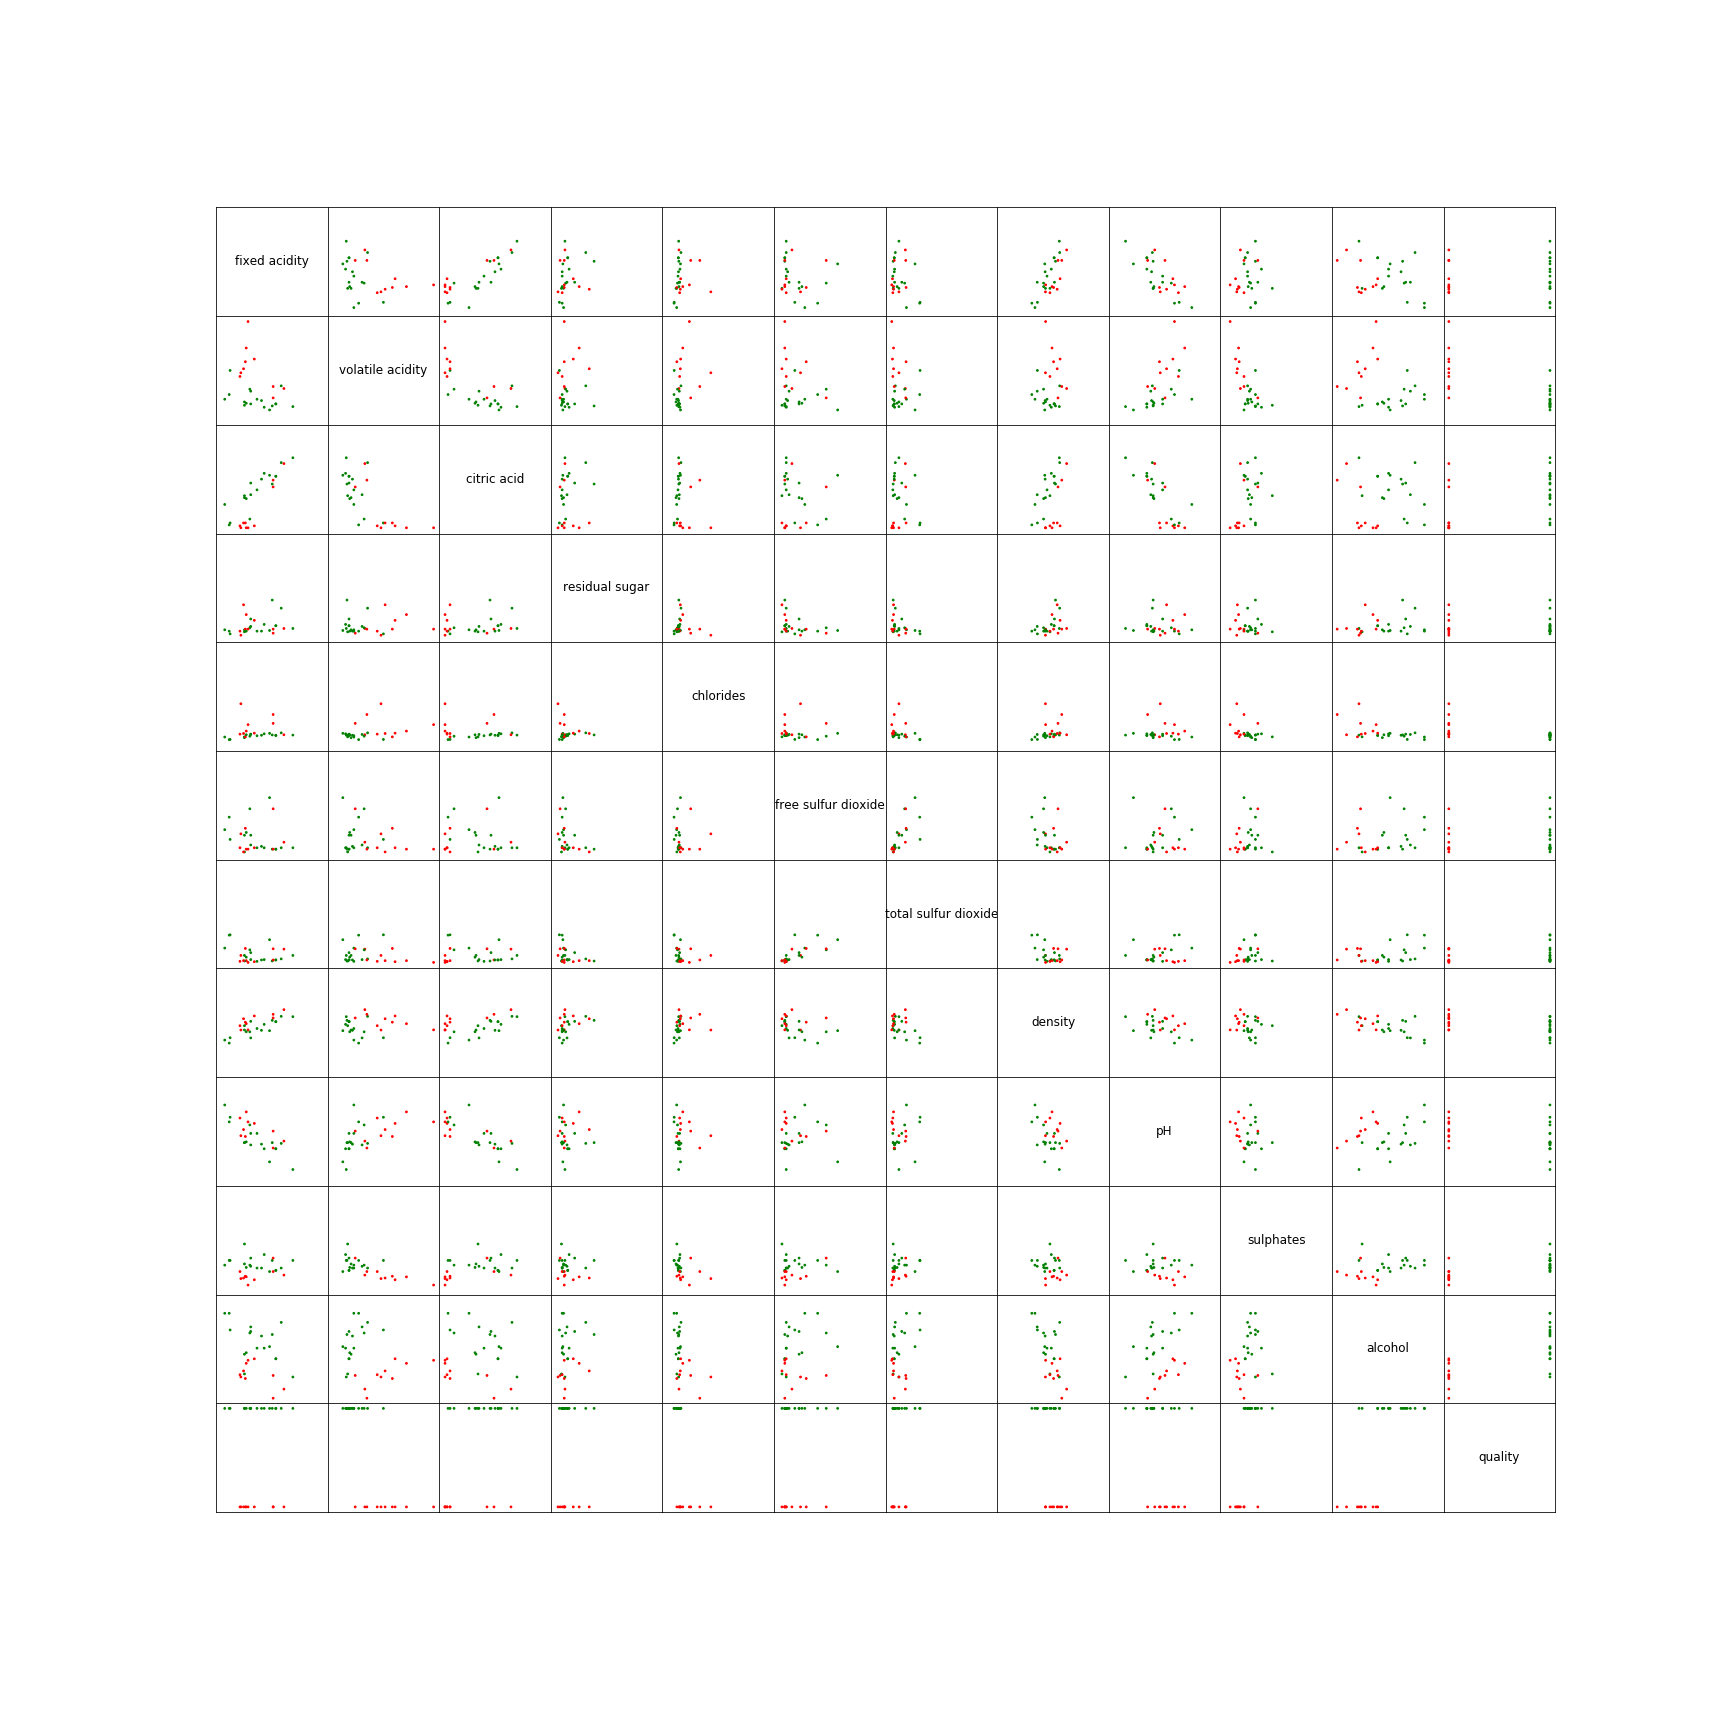 fixed acidity
volatile acidity
citric acid
residual sugar
chlorides
free sulfur dioxide
total sulfur dioxide
density
pH
sulphates
alcohol
quality